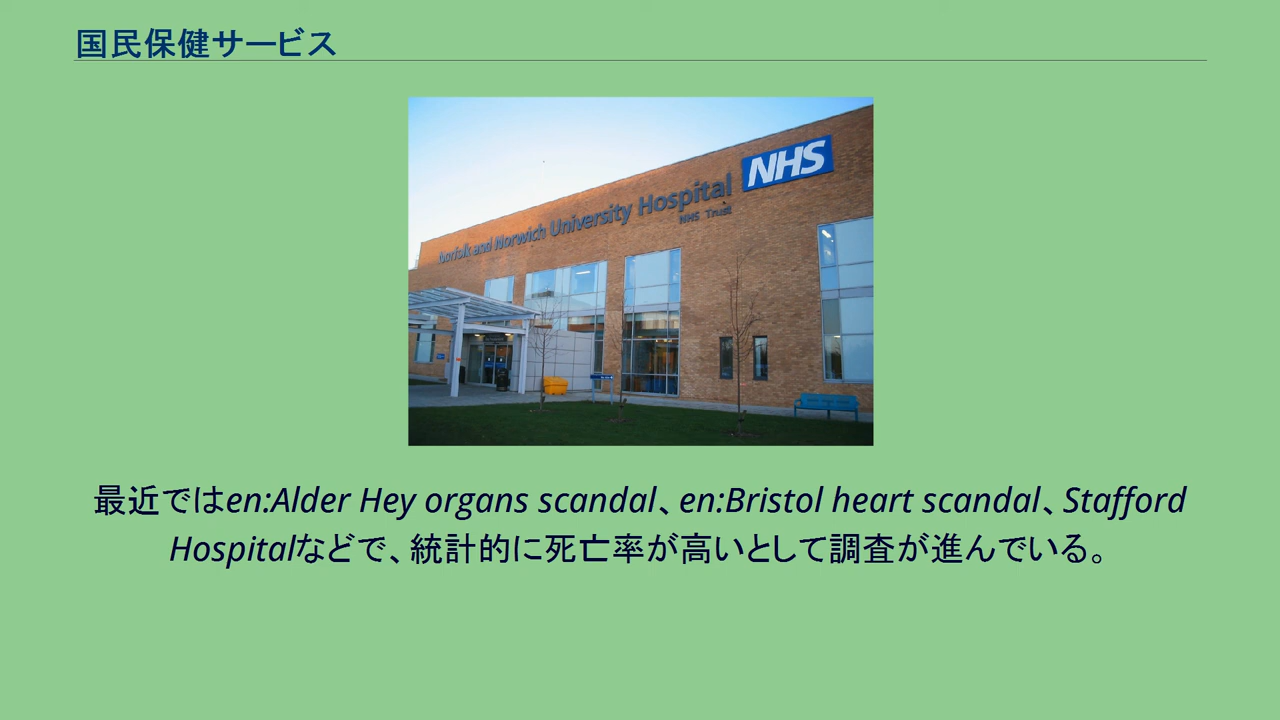 国民保健サービス
NHS
Norfolk and Norwich University Hospital
NHS Trust
最近ではen:Alder Hey organs scandal、en:Bristol heart scandal、Stafford
Hospitalなどで、統計的に死亡率が高いとして調査が進んでいる。